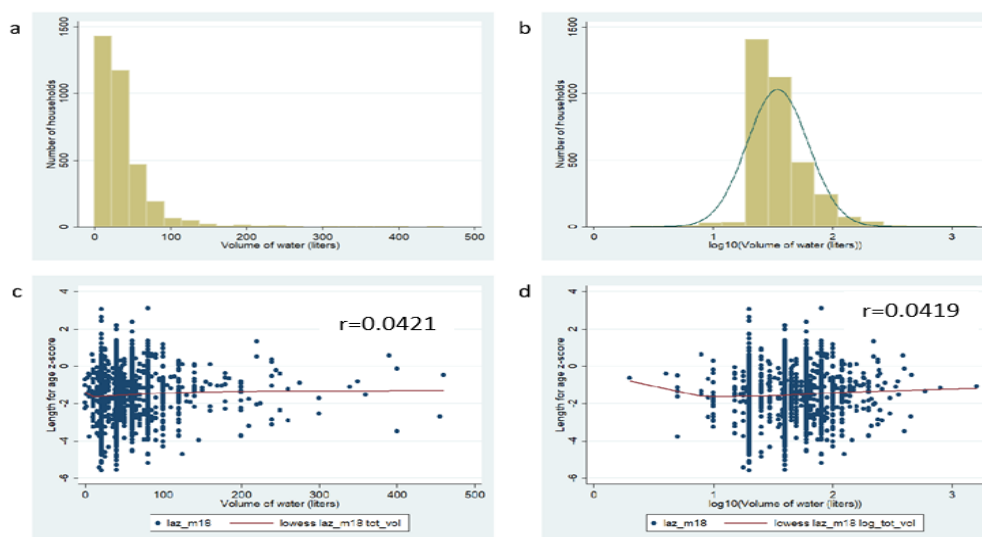 a
Number of households
1500
1000
500
0
0 100 200 300 400 500
Volume of water (liters)
b
Number of households
1500
1000
500
0
0 1 2 3
log10(Volume of water (liters))
c
Length for age z-score
4
2
0
-2
-4
-6
r=0.0421
0 100 200 300 400 500
Volume of water (liters)
laz_m18 lowess laz_m18 tot_vol
d
Length for age z-score
4
2
0
-2
-4
-6
r=0.0419
0 1 2 3
log10(Volume of water (liters))
laz_m18 lowess laz_m18 log_tot_vol